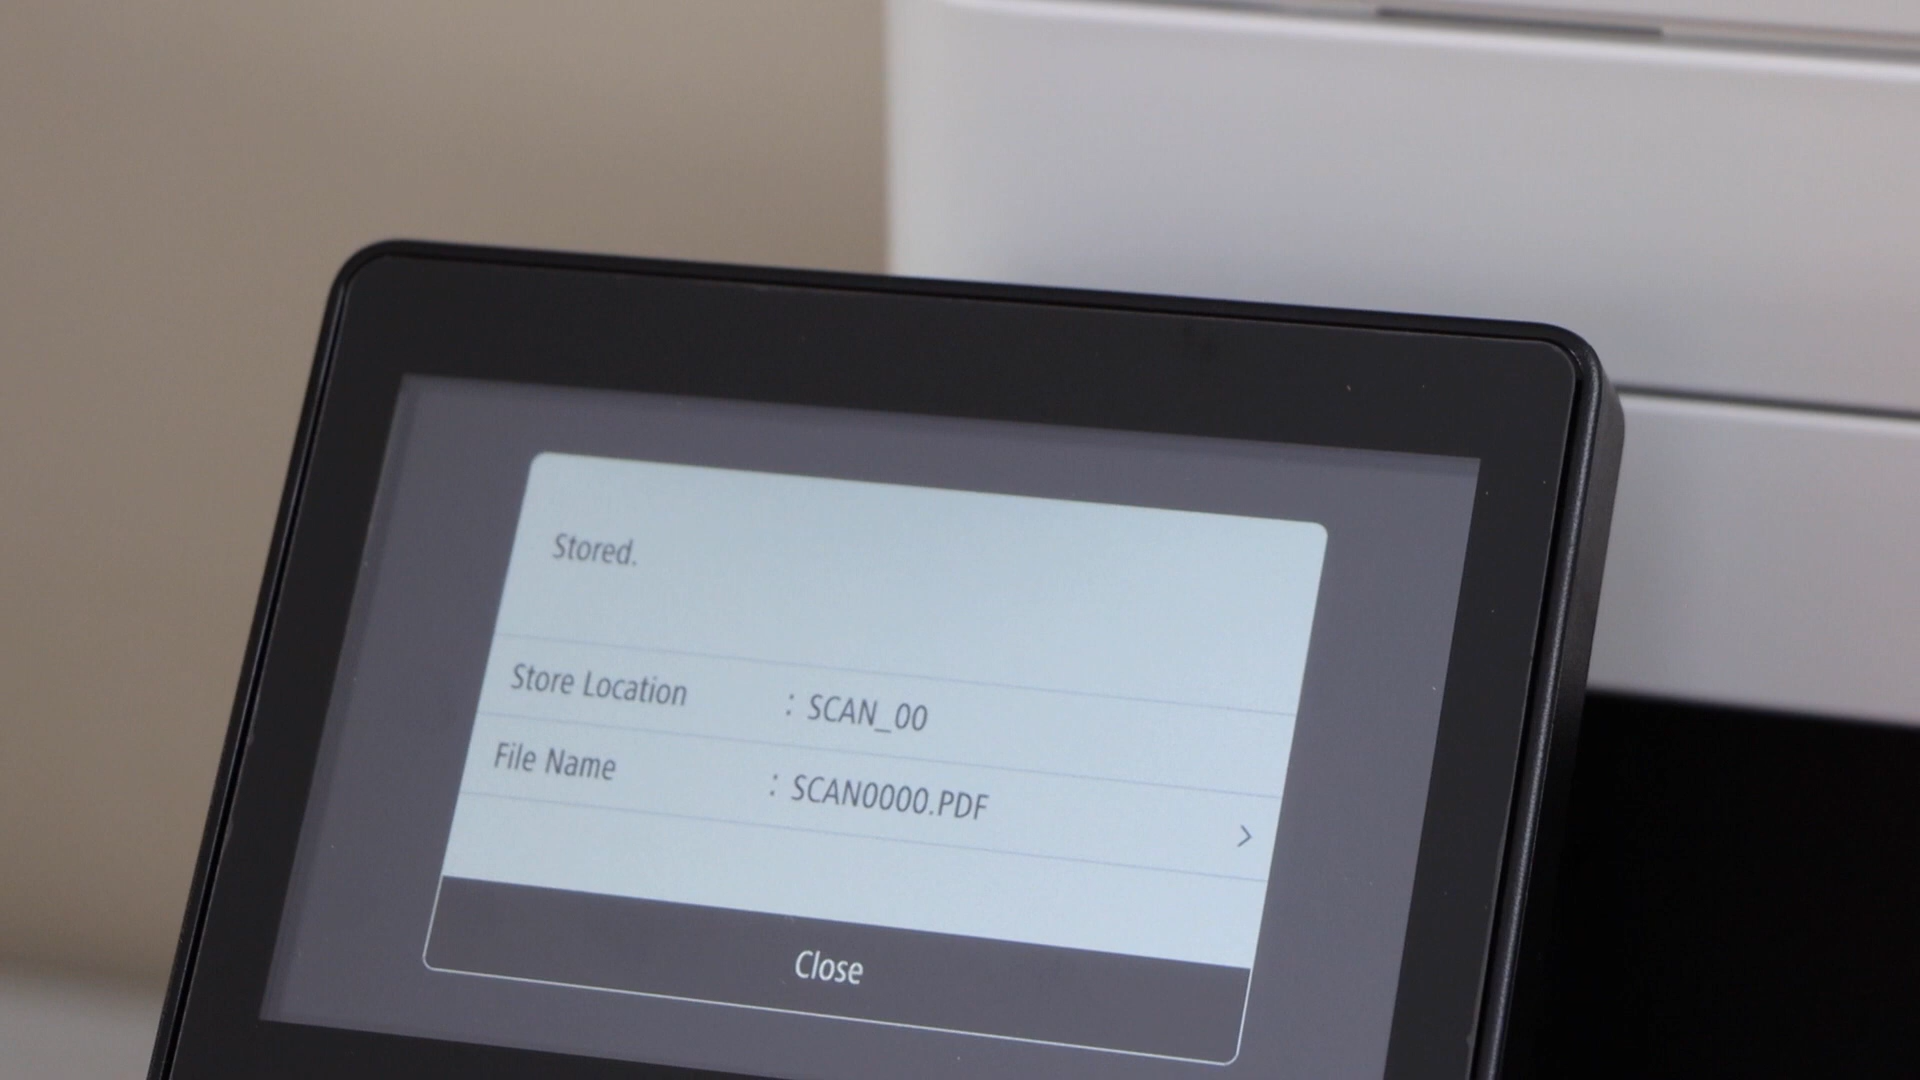 Stored.
Store Location : SCAN_00
File Name : SCAN0000.PDF
Close